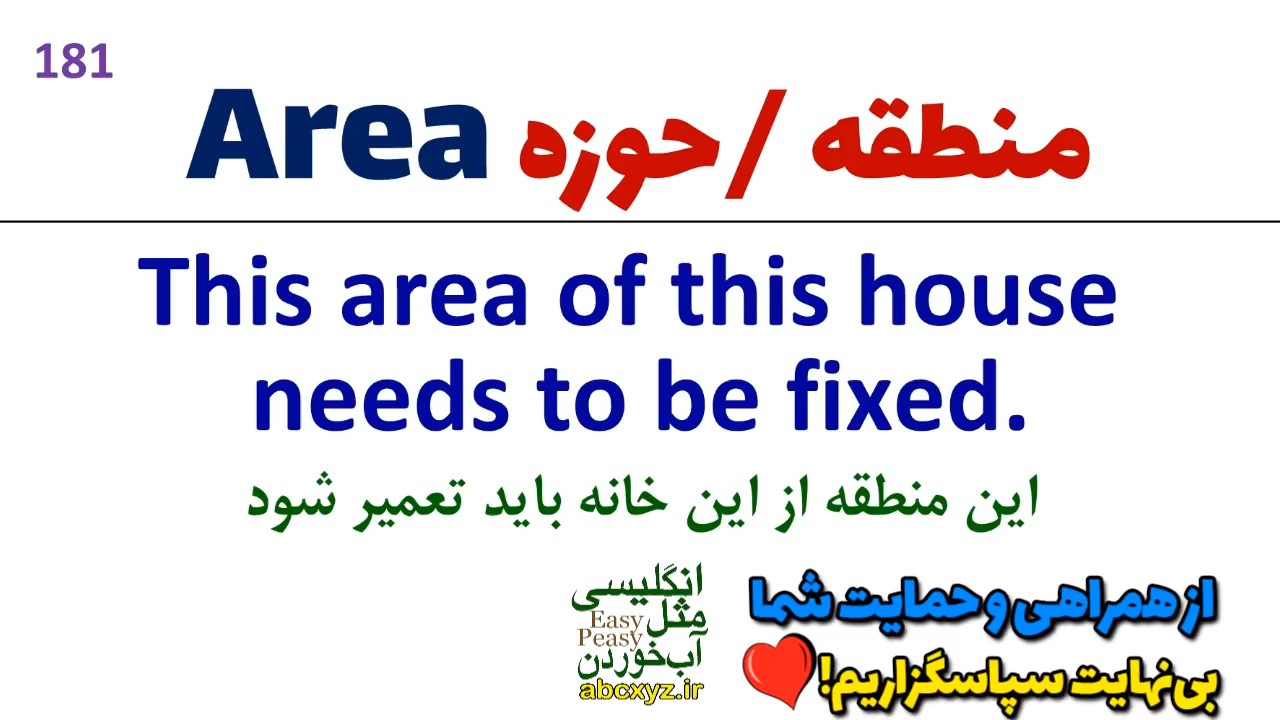 181
Area منطقه / حوزه
This area of this house
needs to be fixed.
این منطقه از این خانه باید تعمیر شود
انگلیسی
مثل
Easy
Peasy
آب‌خوردن
abcxyz.ir
از همراهی و حمایت شما
بی‌نهایت سپاسگزاریم!